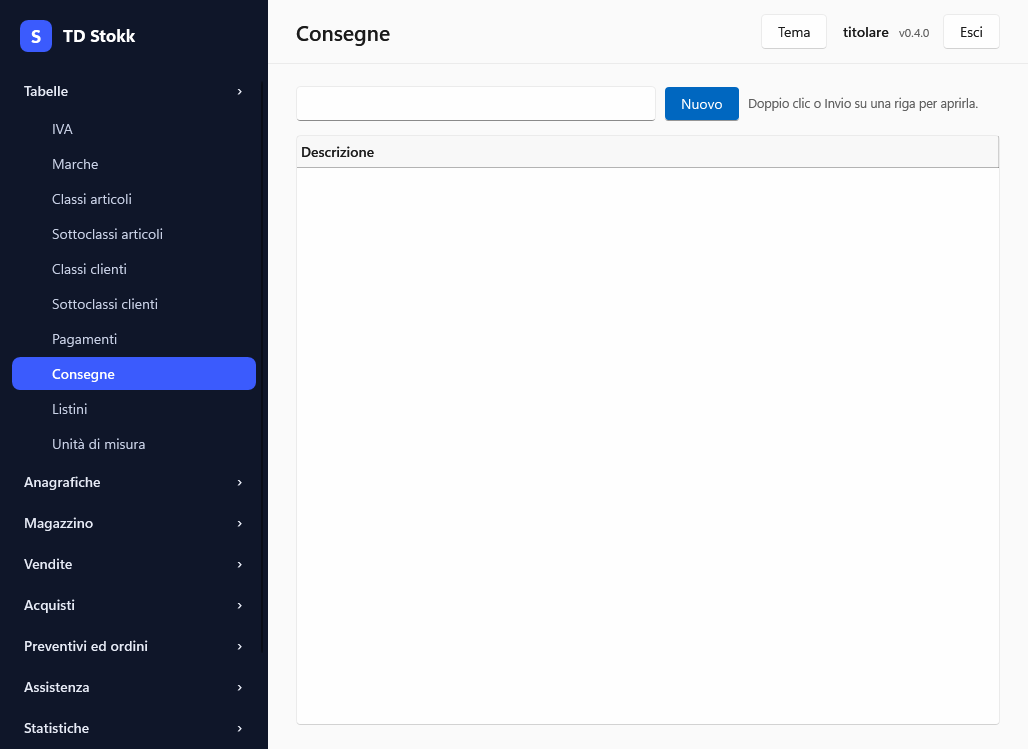 S TD Stokk
Tabelle
IVA
Marche
Classi articoli
Sottoclassi articoli
Classi clienti
Sottoclassi clienti
Pagamenti
Consegne
Listini
Unità di misura
Anagrafiche
Magazzino
Vendite
Acquisti
Preventivi ed ordini
Assistenza
Statistiche
Consegne
Tema titolare v0.4.0 Esci
Nuovo Doppio clic o Invio su una riga per aprirla.
Descrizione